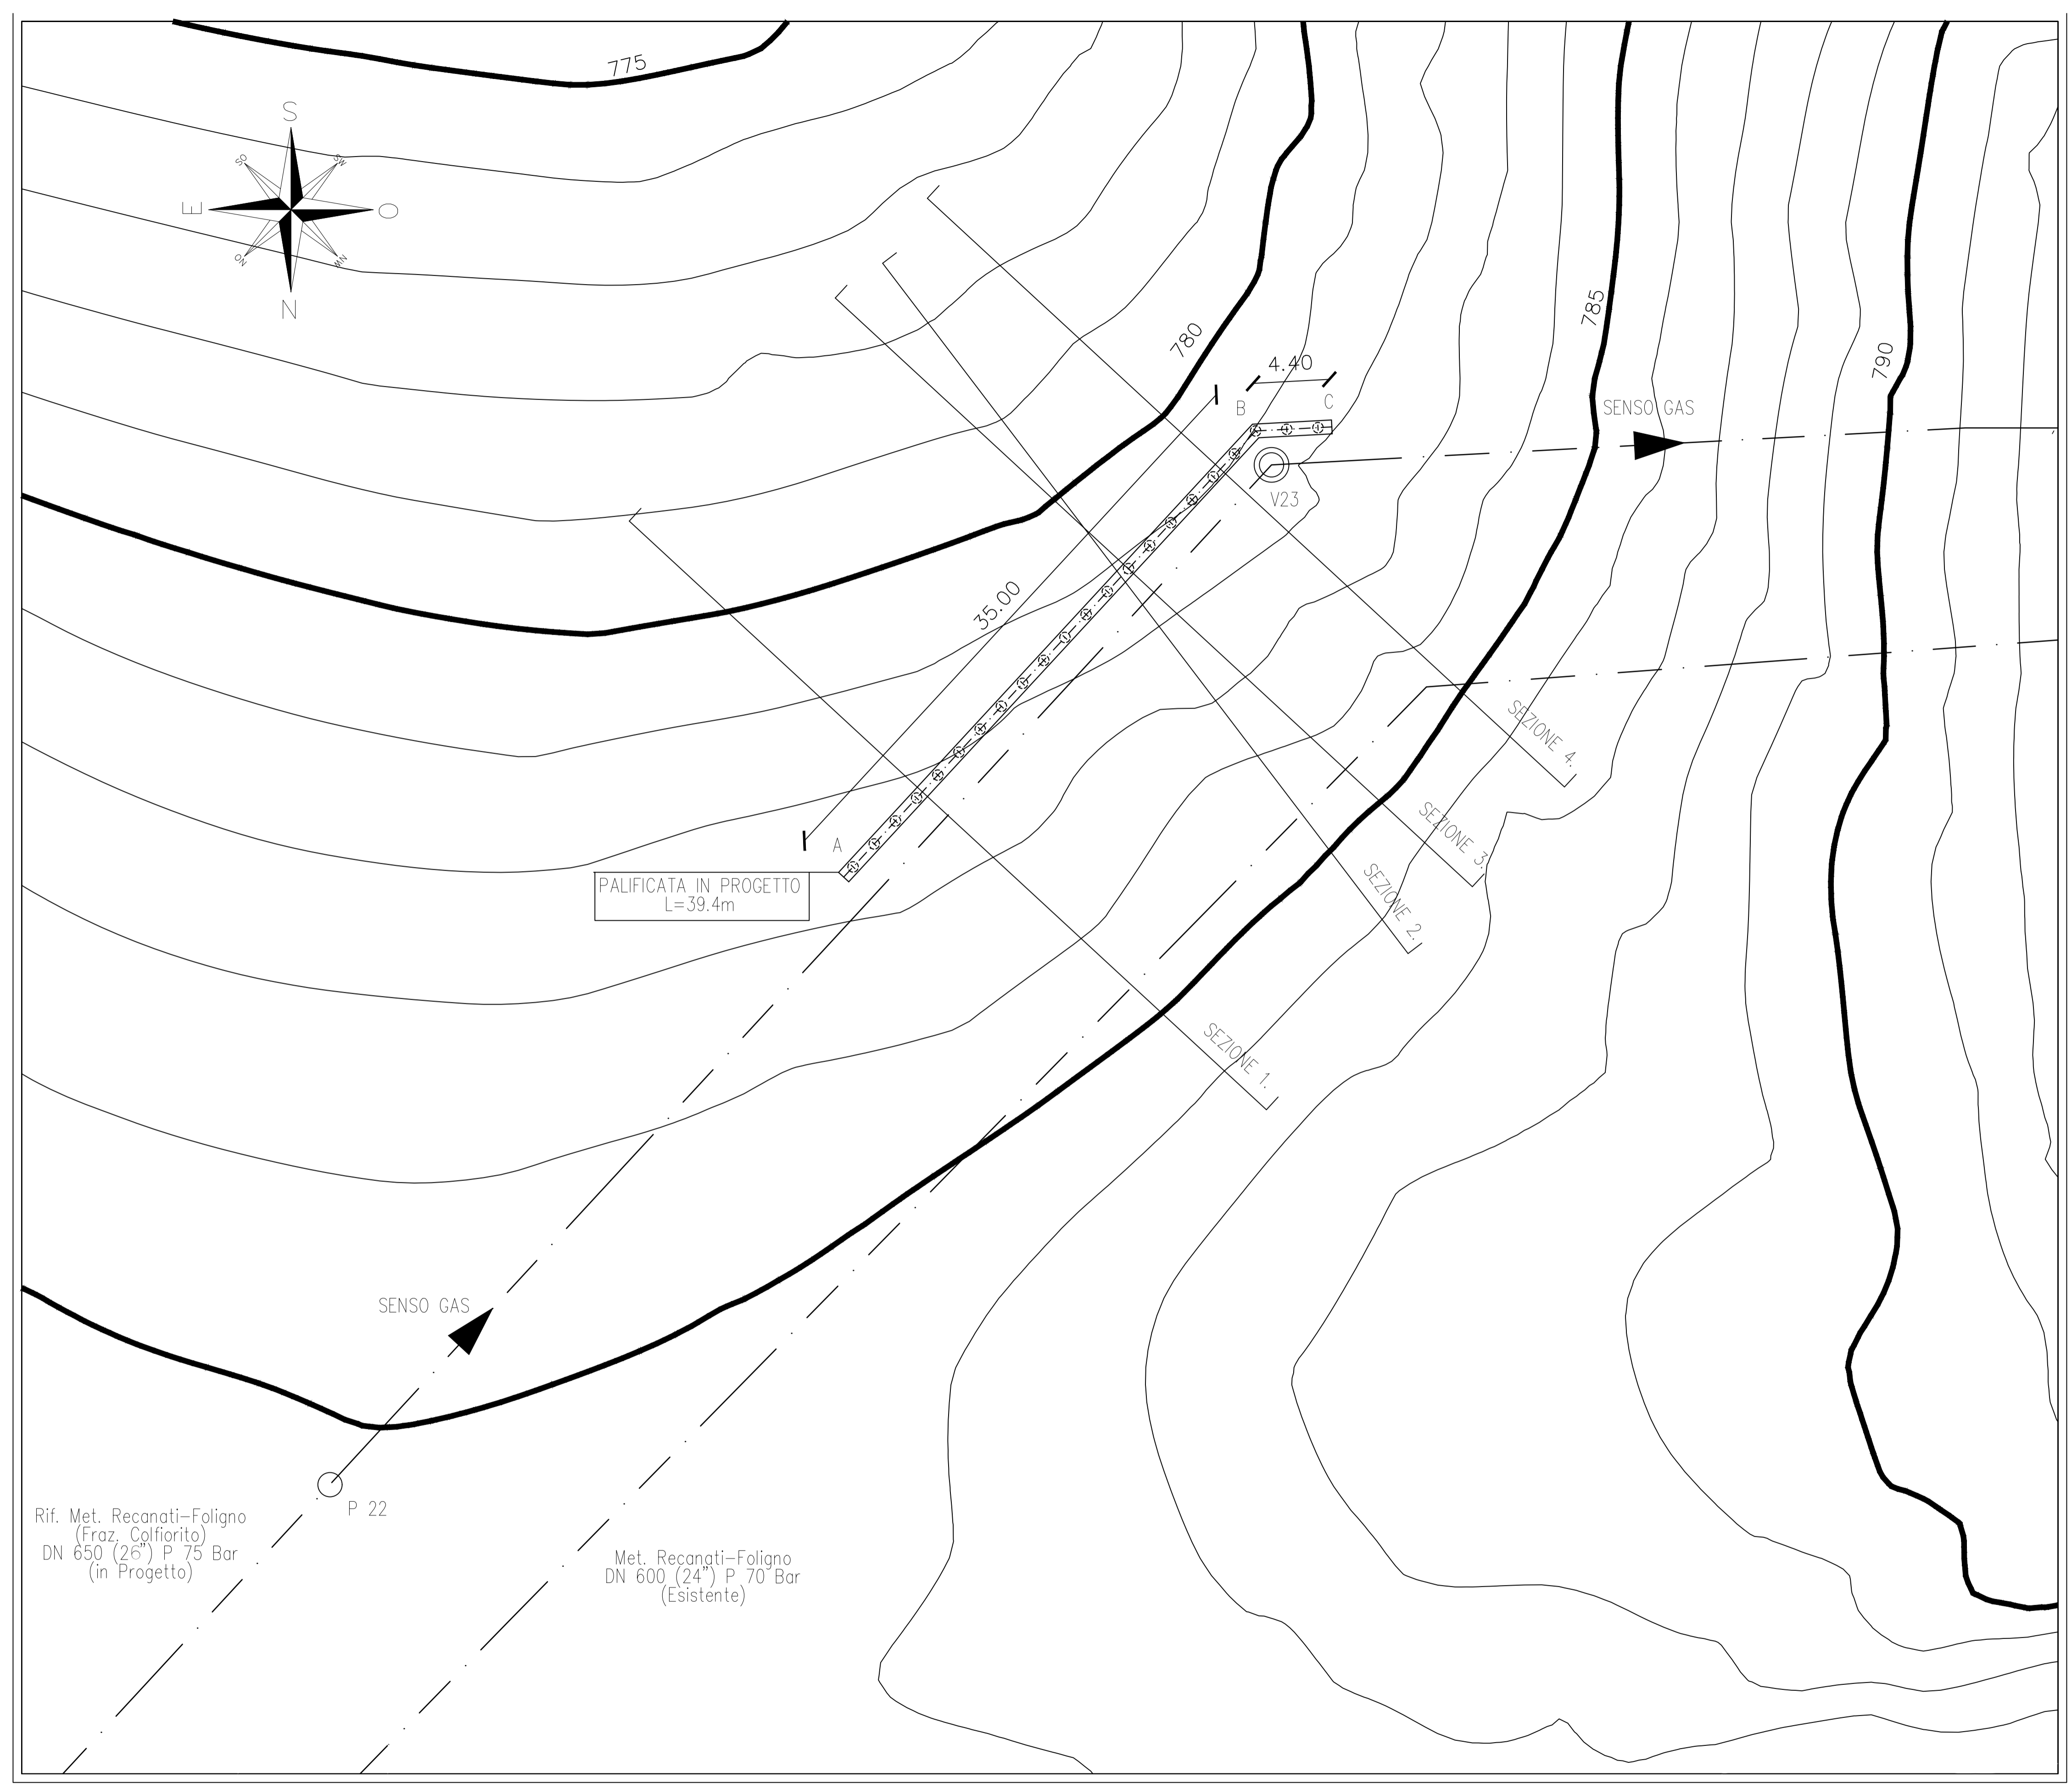 775
S
SO
SW
E
O
NO
NW
N
780
785
790
4.40
B
C
SENSO GAS
V23
35.00
A
PALIFICATA IN PROGETTO
L=39.4m
SEZIONE 4.
SEZIONE 3.
SEZIONE 2.
SEZIONE 1.
SENSO GAS
P 22
Rif. Met. Recanati-Foligno
(Fraz. Colfiorito)
DN 650 (26") P 75 Bar
(in Progetto)
Met. Recanati-Foligno
DN 600 (24") P 70 Bar
(Esistente)